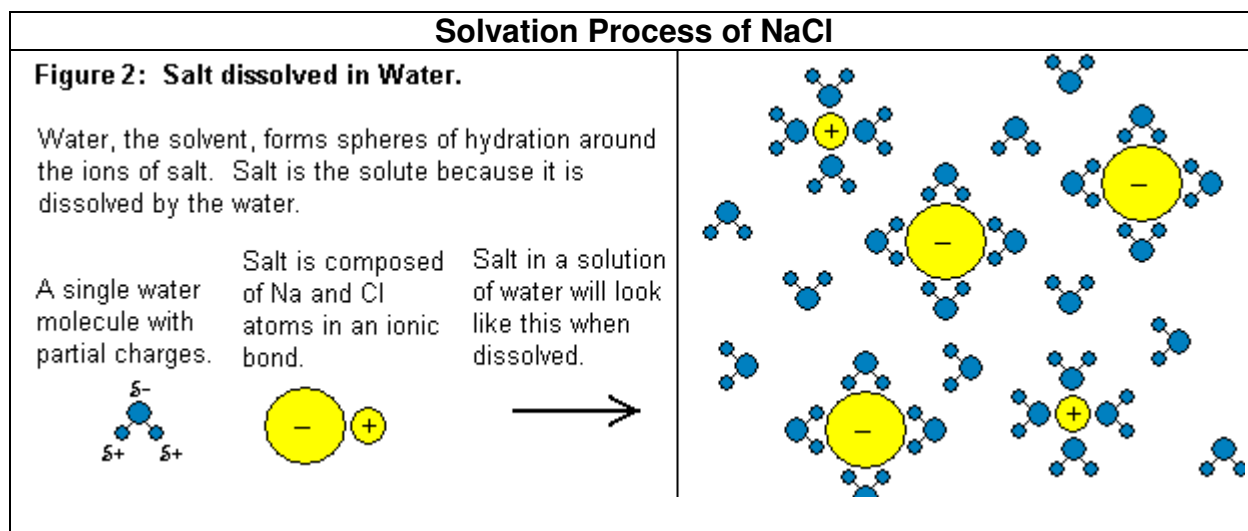 Solvation Process of NaCl
Figure 2: Salt dissolved in Water.
Water, the solvent, forms spheres of hydration around
the ions of salt. Salt is the solute because it is
dissolved by the water.
A single water
molecule with
partial charges.
δ−
δ+ δ+
Salt is composed
of Na and Cl
atoms in an ionic
bond.
− +
Salt in a solution
of water will look
like this when
dissolved.
+
−
−
−
+